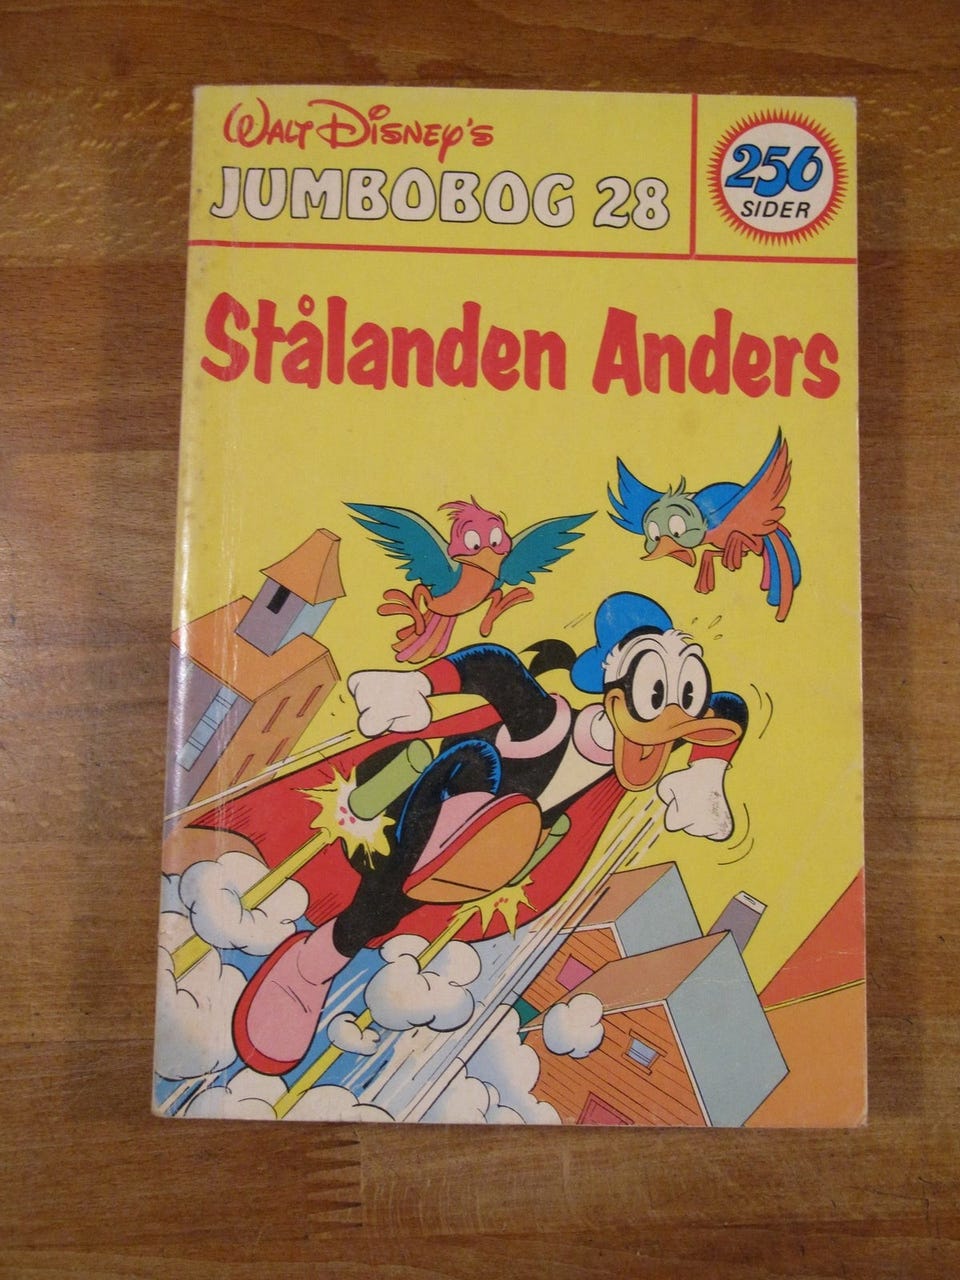 Walt Disney's
JUMBOBOG 28
256
SIDER
Stålanden Anders